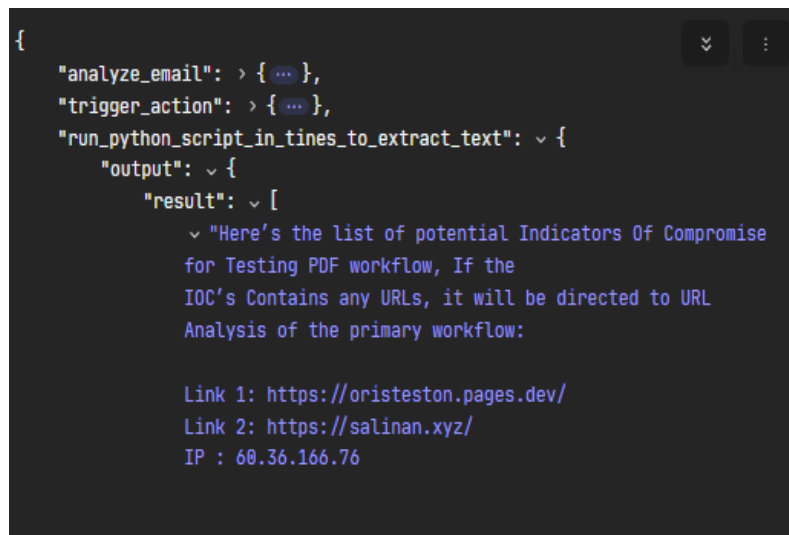 {
"analyze_email": > { ... },
"trigger_action": > { ... },
"run_python_script_in_tines_to_extract_text": ⌄ {
"output": ⌄ {
"result": ⌄ [
⌄ "Here’s the list of potential Indicators Of Compromise
for Testing PDF workflow, If the
IOC’s Contains any URLs, it will be directed to URL
Analysis of the primary workflow:
Link 1: https://oristeston.pages.dev/
Link 2: https://salinan.xyz/
IP : 60.36.166.76